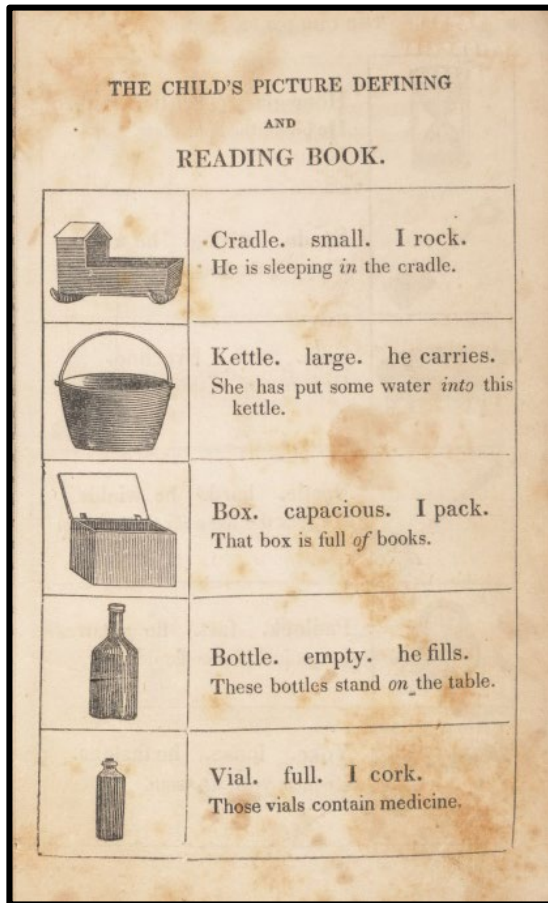 THE CHILD'S PICTURE DEFINING
AND
READING BOOK.
Cradle. small. I rock.
He is sleeping in the cradle.
Kettle. large. he carries.
She has put some water into this
kettle.
Box. capacious. I pack.
That box is full of books.
Bottle. empty. he fills.
These bottles stand on the table.
Vial. full. I cork.
Those vials contain medicine.